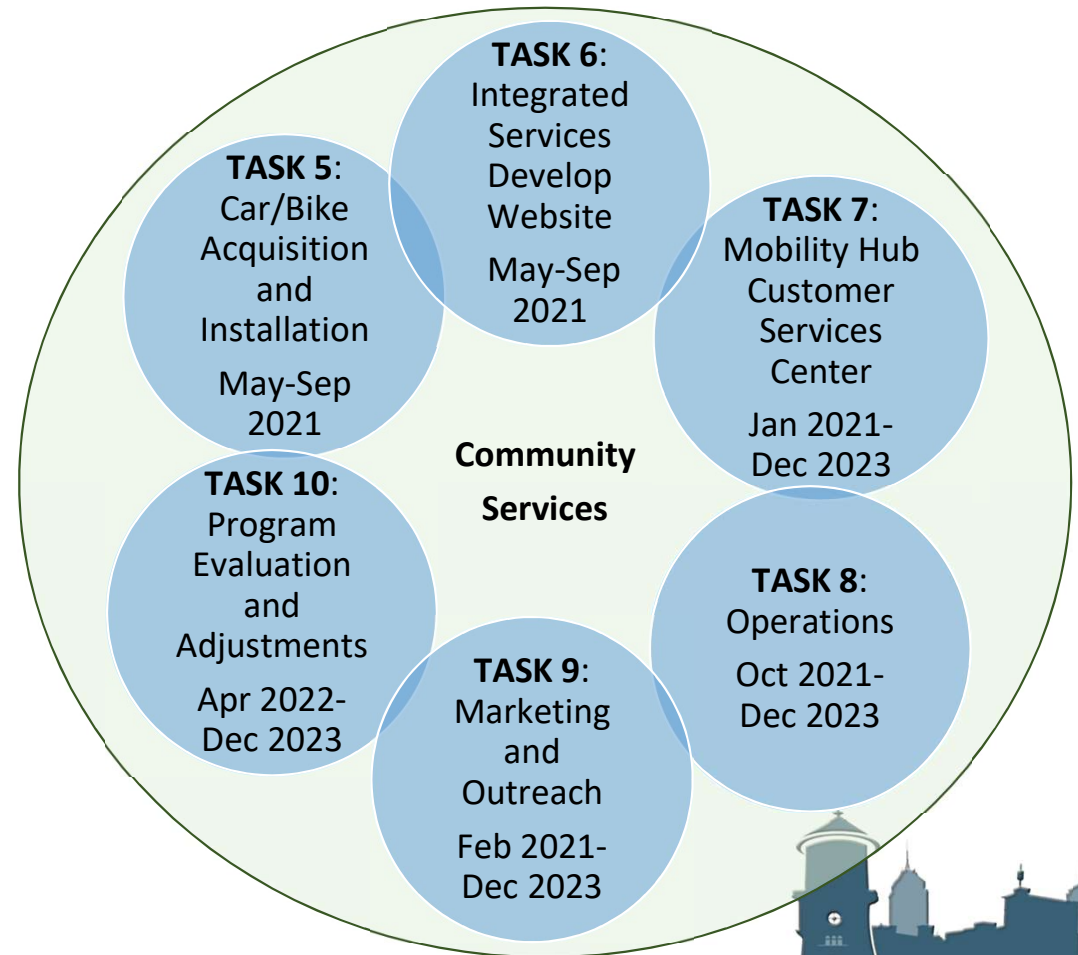 TASK 6:
Integrated
Services
Develop
Website
May-Sep
2021
TASK 5:
Car/Bike
Acquisition
and
Installation
May-Sep
2021
TASK 7:
Mobility Hub
Customer
Services
Center
Jan 2021-
Dec 2023
Community
Services
TASK 10:
Program
Evaluation
and
Adjustments
Apr 2022-
Dec 2023
TASK 8:
Operations
Oct 2021-
Dec 2023
TASK 9:
Marketing
and
Outreach
Feb 2021-
Dec 2023